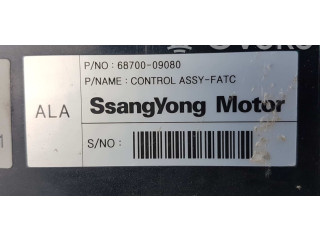 P/NO : 68700-09080
P/NAME : CONTROL ASSY-FATC
ALA
SsangYong Motor
S/NO :